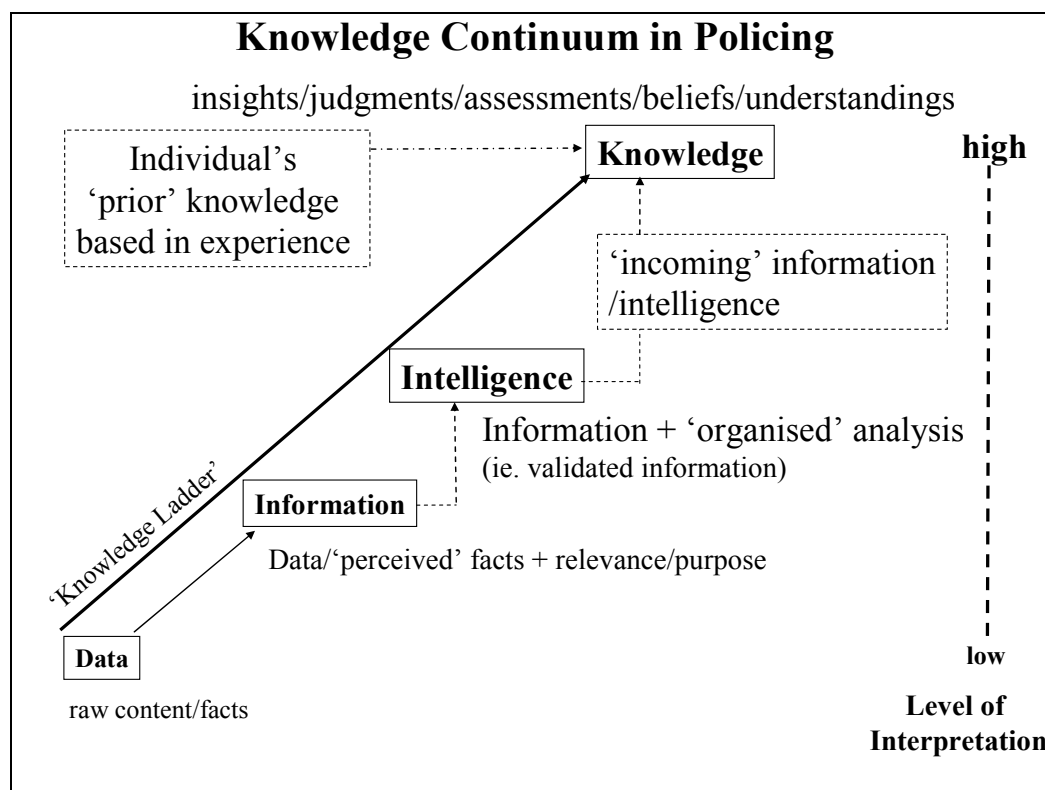 Knowledge Continuum in Policing
insights/judgments/assessments/beliefs/understandings
Individual’s
‘prior’ knowledge
based in experience
Knowledge
high
‘incoming’ information
/intelligence
Intelligence
Information + ‘organised’ analysis
(ie. validated information)
‘Knowledge Ladder’
Information
Data/‘perceived’ facts + relevance/purpose
Data
raw content/facts
low
Level of
Interpretation